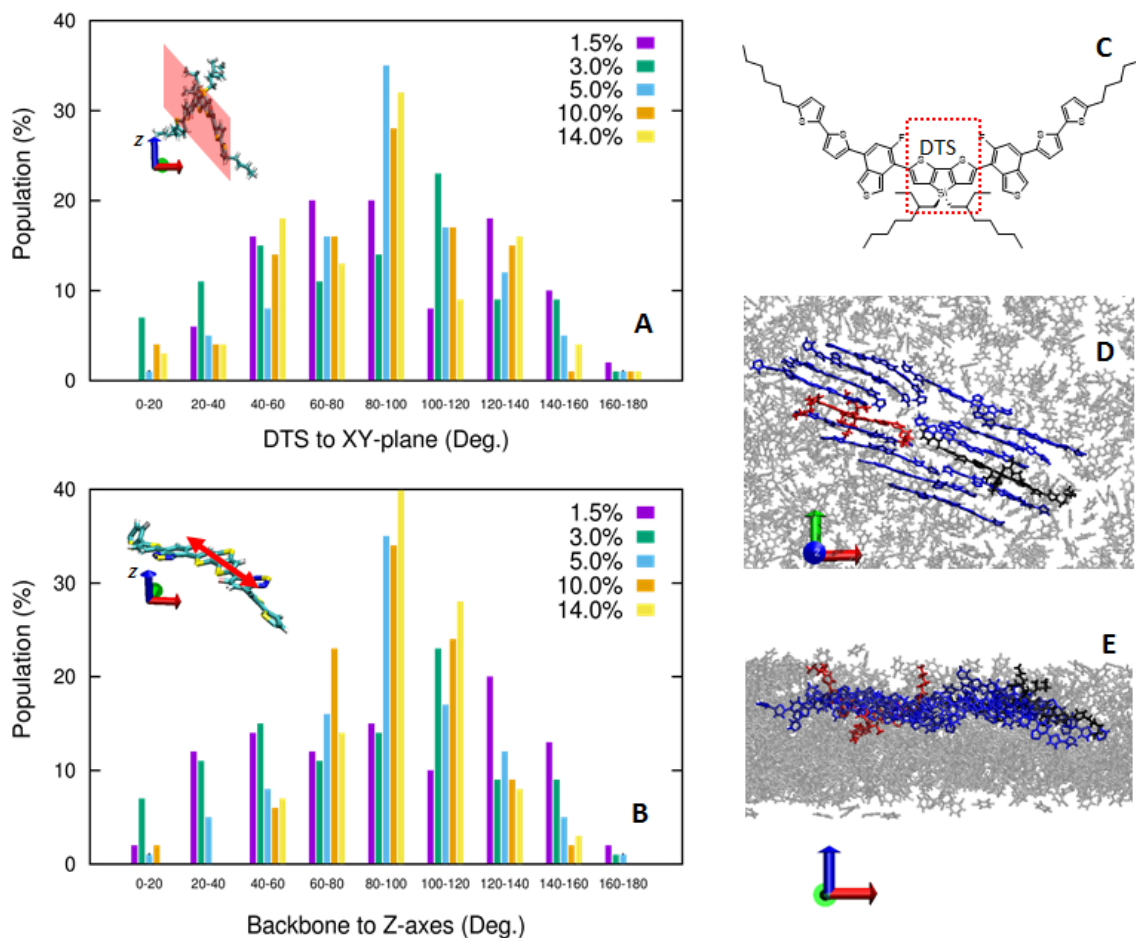 40
30
20
10
0
Population (%)
z
1.5%
3.0%
5.0%
10.0%
14.0%
A
0-20 20-40 40-60 60-80 80-100 100-120 120-140 140-160 160-180
DTS to XY-plane (Deg.)
40
30
20
10
0
Population (%)
z
1.5%
3.0%
5.0%
10.0%
14.0%
B
0-20 20-40 40-60 60-80 80-100 100-120 120-140 140-160 160-180
Backbone to Z-axes (Deg.)
C
S
S
F
DTS
F
S
S
S
S
S
S
Si
D
z
E